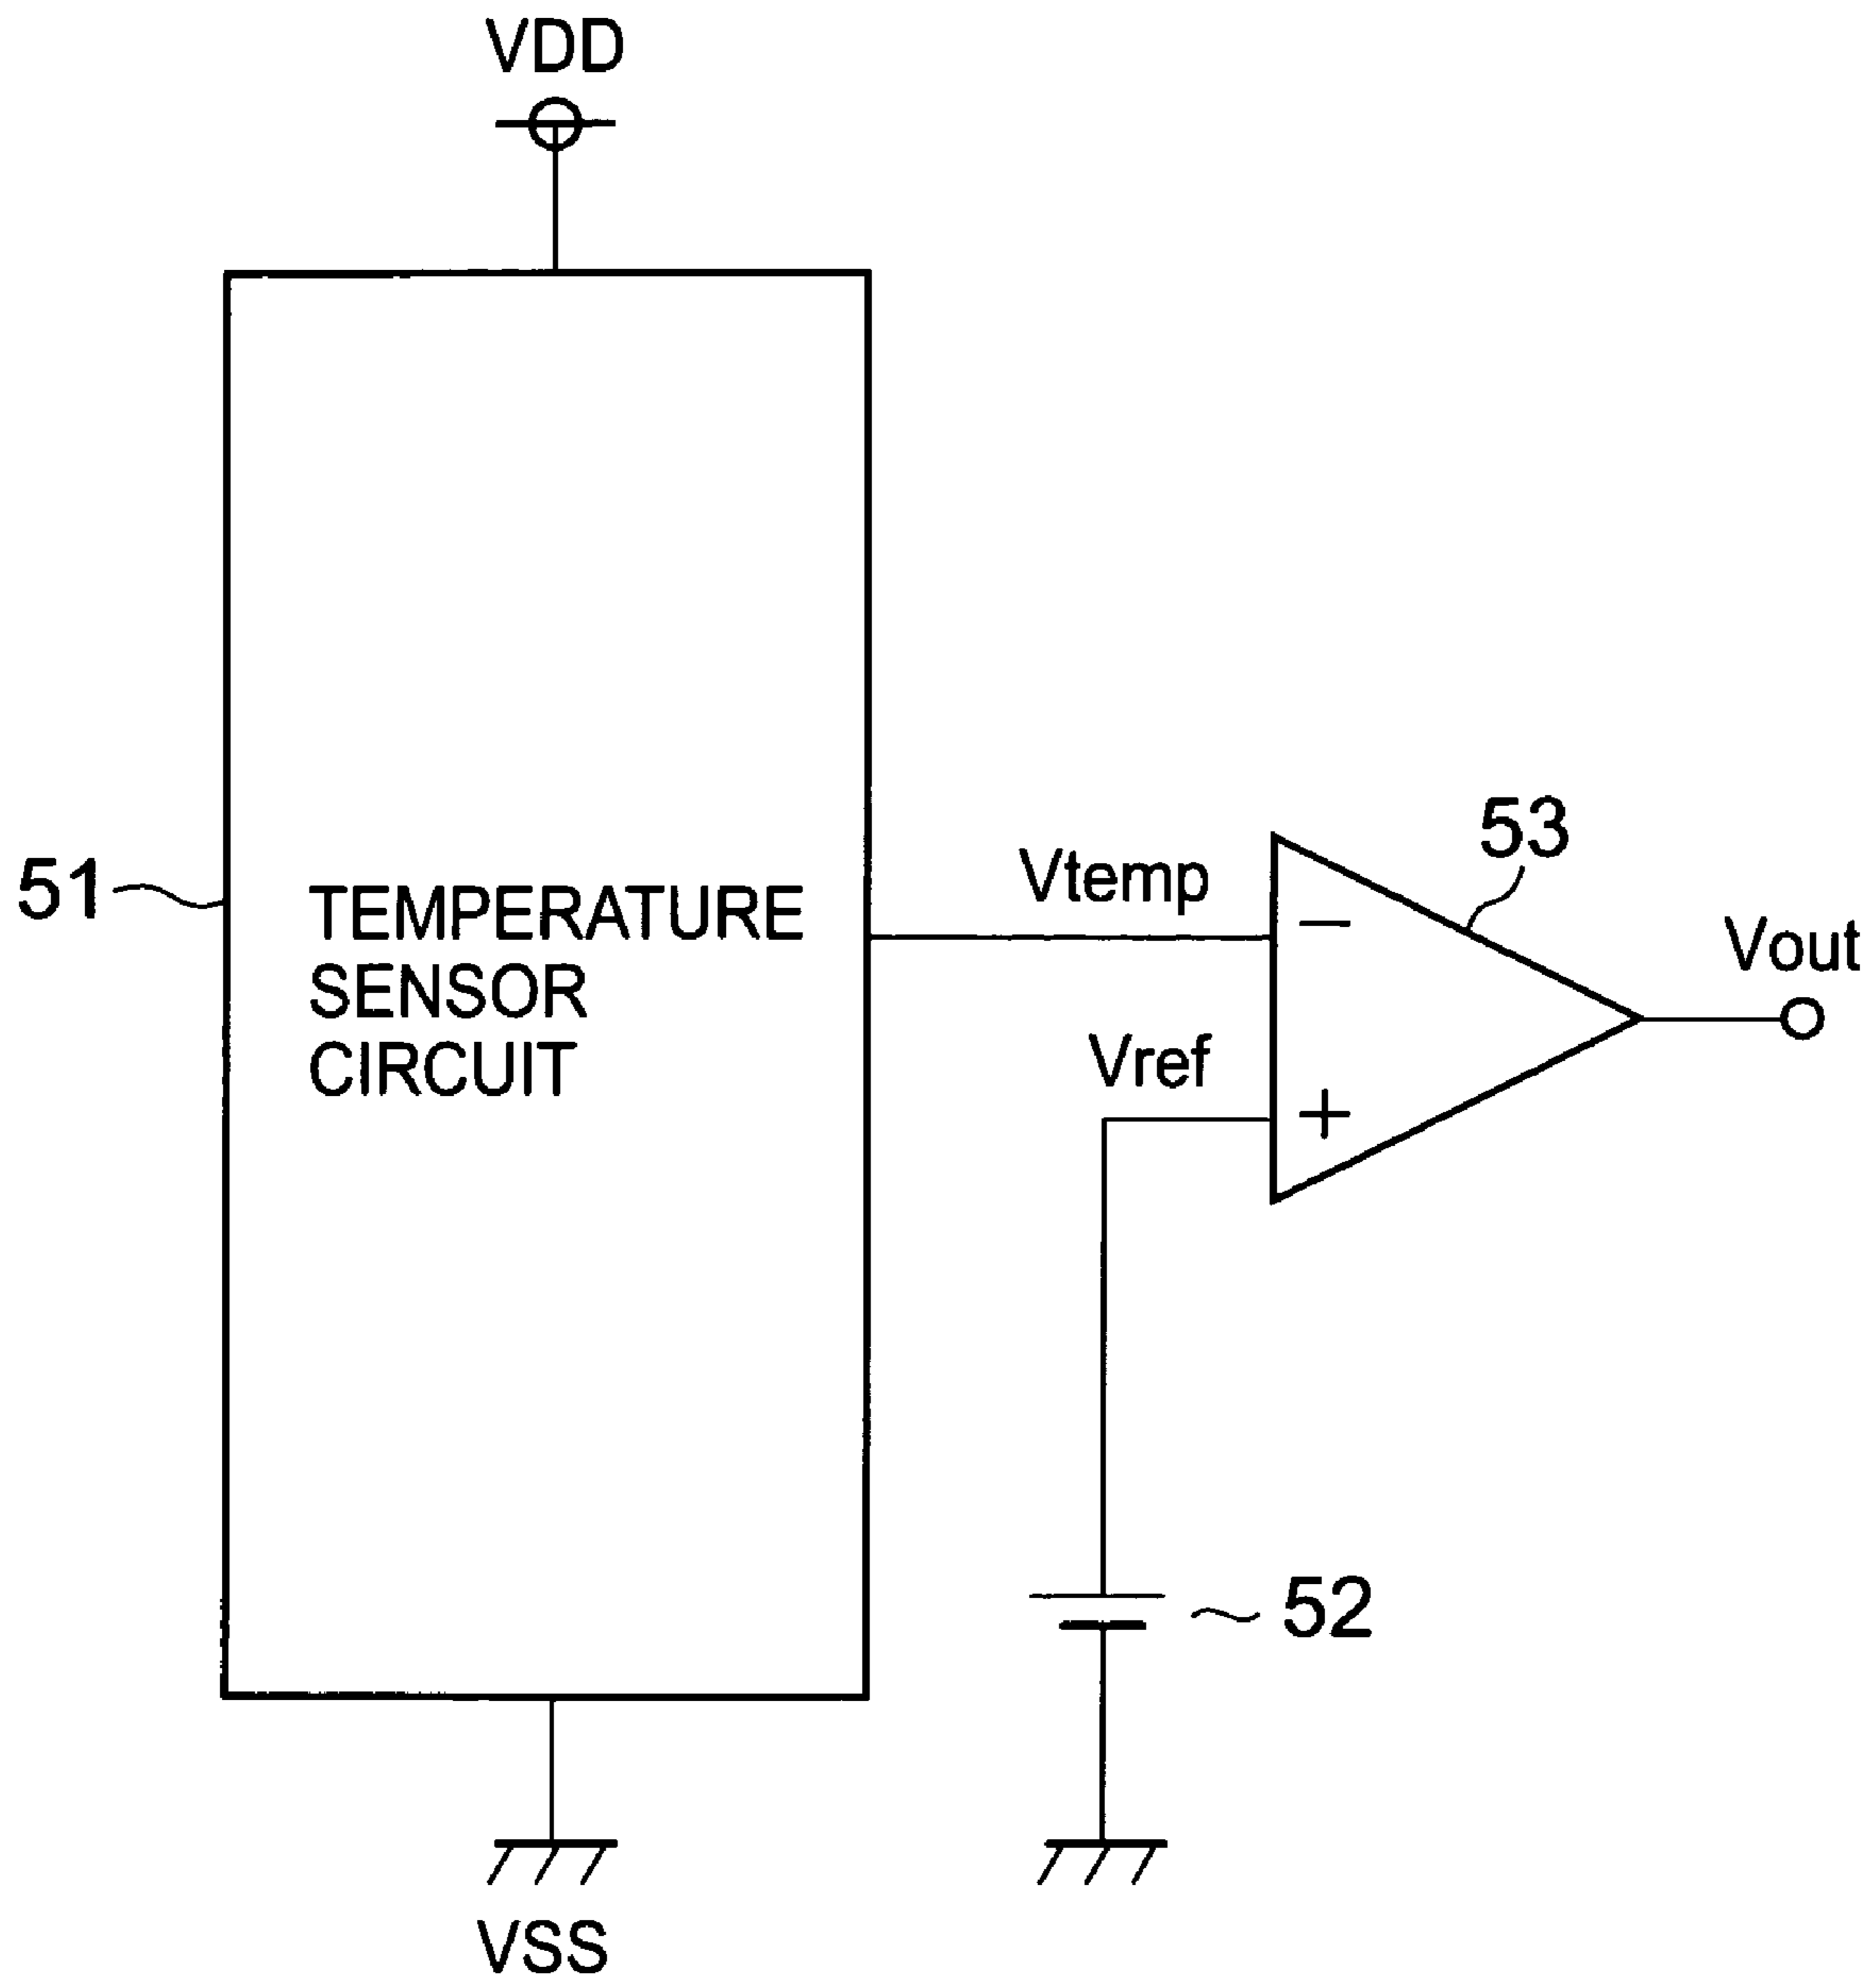 VDD
53
Vtemp
51
TEMPERATURE
SENSOR
CIRCUIT
−
Vout
Vref
+
52
VSS